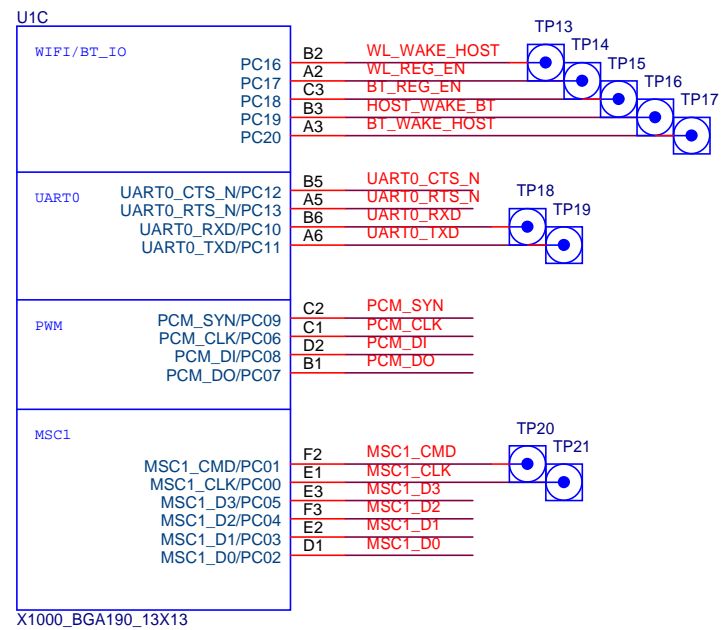 U1C
WIFI/BT_IO
PC16 B2 WL_WAKE_HOST TP13
PC17 A2 WL_REG_EN TP14
PC18 C3 BT_REG_EN TP15
PC19 B3 HOST_WAKE_BT TP16
PC20 A3 BT_WAKE_HOST TP17
UART0
UART0_CTS_N/PC12 B5 UART0_CTS_N
UART0_RTS_N/PC13 A5 UART0_RTS_N
UART0_RXD/PC10 B6 UART0_RXD TP18
UART0_TXD/PC11 A6 UART0_TXD TP19
PWM
PCM_SYN/PC09 C2 PCM_SYN
PCM_CLK/PC06 C1 PCM_CLK
PCM_DI/PC08 D2 PCM_DI
PCM_DO/PC07 B1 PCM_DO
MSC1
MSC1_CMD/PC01 F2 MSC1_CMD TP20
MSC1_CLK/PC00 E1 MSC1_CLK TP21
MSC1_D3/PC05 E3 MSC1_D3
MSC1_D2/PC04 F3 MSC1_D2
MSC1_D1/PC03 E2 MSC1_D1
MSC1_D0/PC02 D1 MSC1_D0
X1000_BGA190_13X13